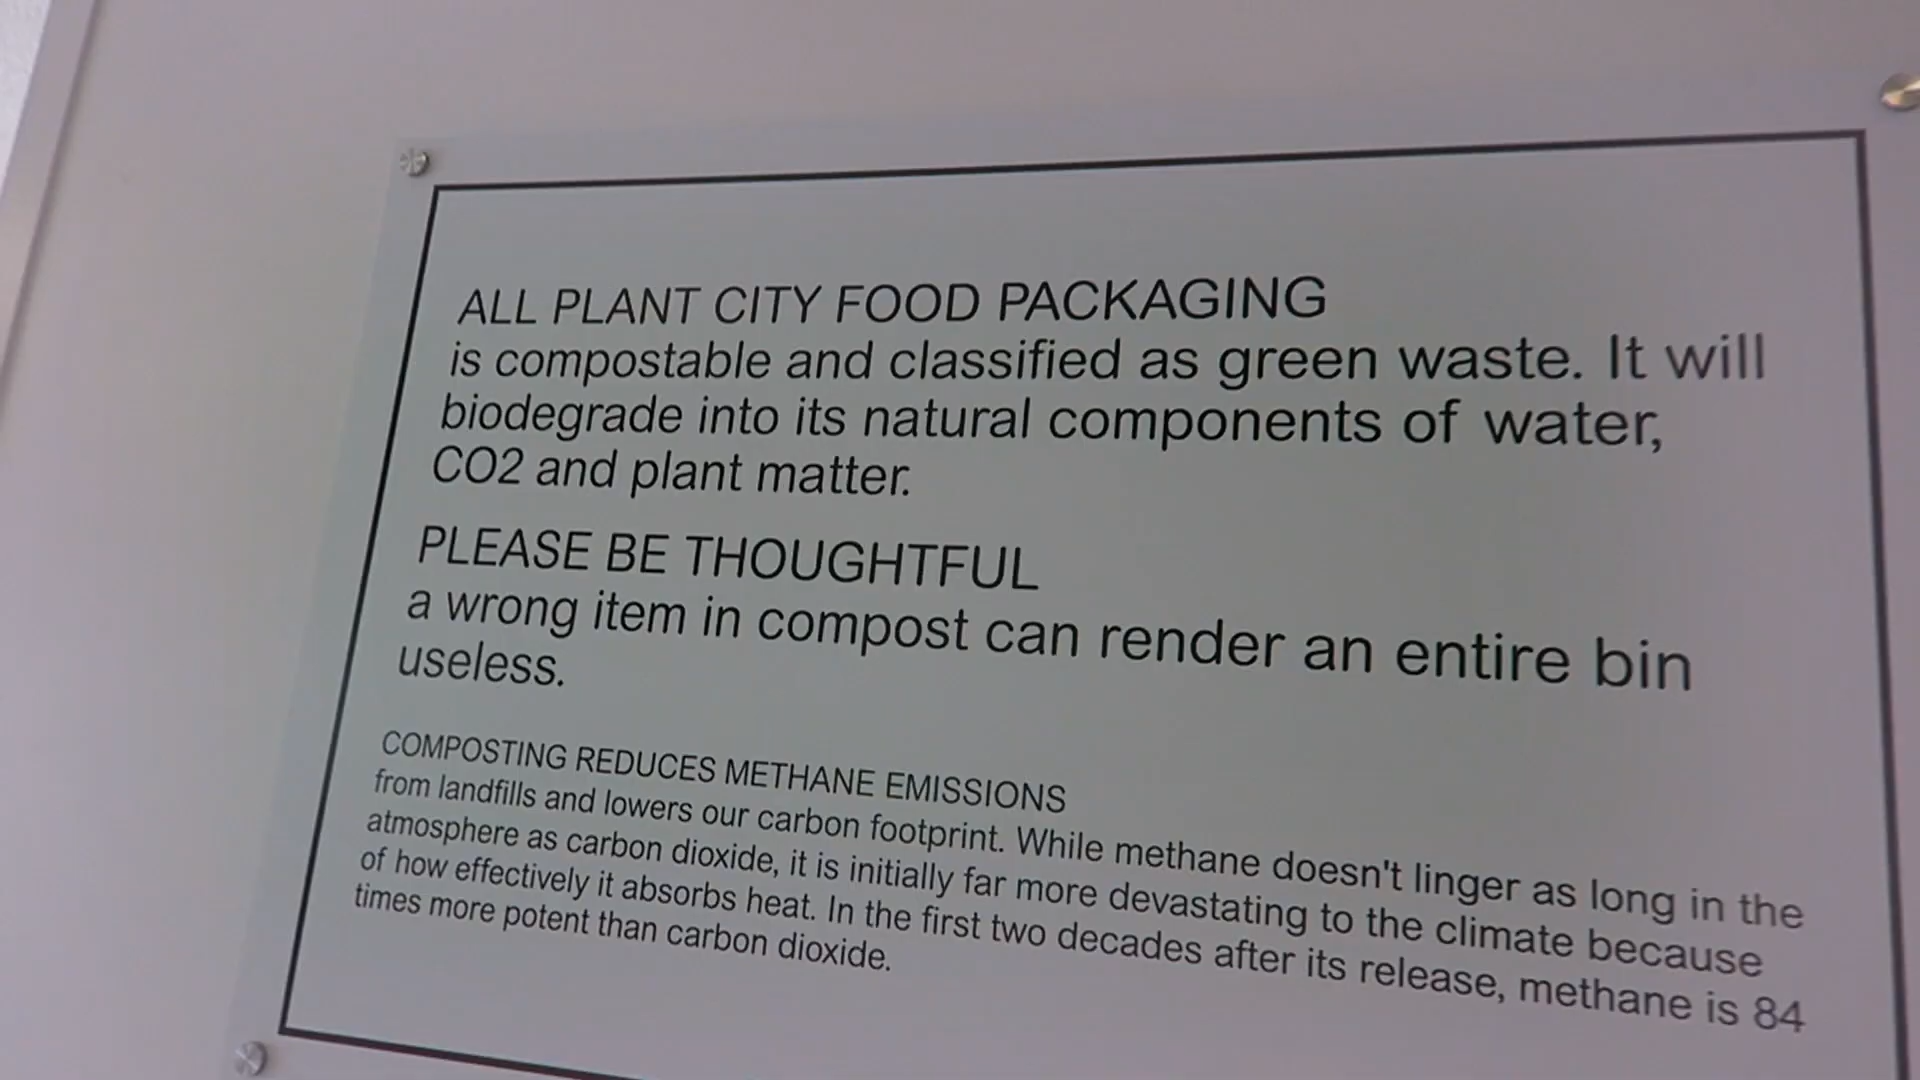 ALL PLANT CITY FOOD PACKAGING
is compostable and classified as green waste. It will
biodegrade into its natural components of water,
CO2 and plant matter.
PLEASE BE THOUGHTFUL
a wrong item in compost can render an entire bin
useless.
COMPOSTING REDUCES METHANE EMISSIONS
from landfills and lowers our carbon footprint. While methane doesn't linger as long in the
atmosphere as carbon dioxide, it is initially far more devastating to the climate because
of how effectively it absorbs heat. In the first two decades after its release, methane is 84
times more potent than carbon dioxide.